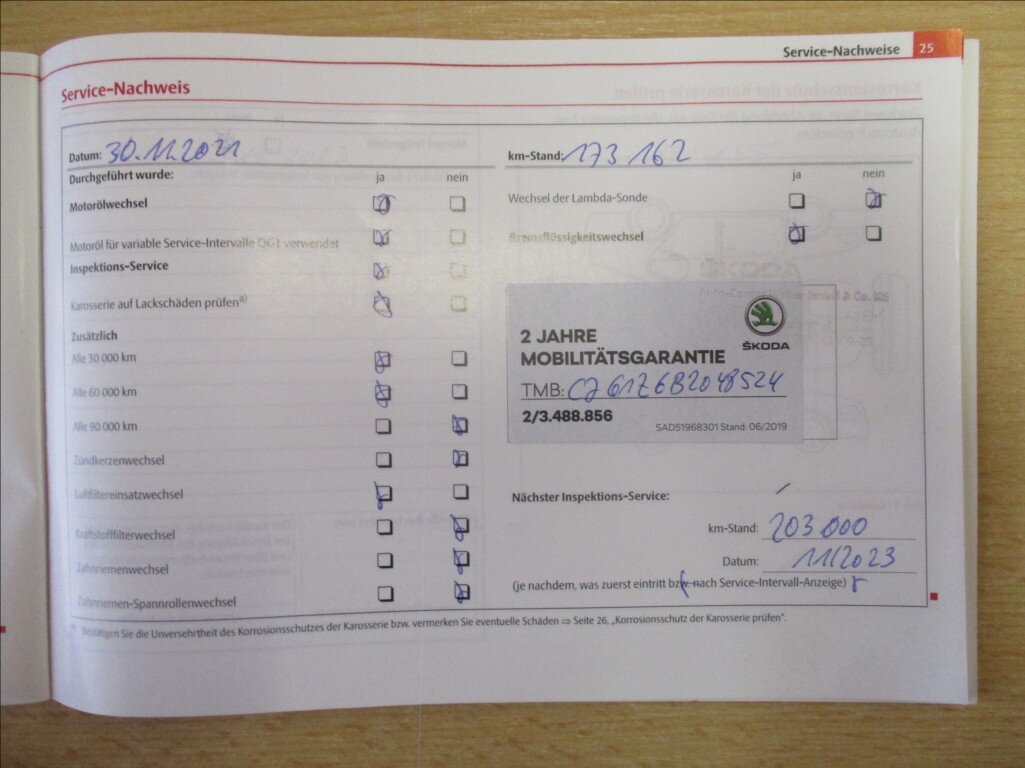 Service-Nachweise 25
Service-Nachweis
Datum: 30.11.2021
km-Stand: 173 162
Durchgeführt wurde: ja nein
ja nein
Motorölwechsel
Wechsel der Lambda-Sonde
Motoröl für variable Service-Intervalle QG1 verwendet
Bremsflüssigkeitswechsel
Inspektions-Service
Karosserie auf Lackschäden prüfen a)
Zusätzlich
Alle 30 000 km
Alle 60 000 km
Alle 90 000 km
Zündkerzenwechsel
Luftfiltereinsatzwechsel
Kraftstofffilterwechsel
Zahnriemenwechsel
Zahnriemen-Spannrollenwechsel
ŠKODA
2 JAHRE
MOBILITÄTSGARANTIE
ŠKODA
TMB:
2/3.488.856
SAD51968301 Stand: 06/2019
Nächster Inspektions-Service:
km-Stand: 203 000
Datum: 11/2023
(je nachdem, was zuerst eintritt bzw. nach Service-Intervall-Anzeige)
a) Bestätigen Sie die Unversehrtheit des Korrosionsschutzes der Karosserie bzw. vermerken Sie eventuelle Schäden ⇒ Seite 26, „Korrosionsschutz der Karosserie prüfen".